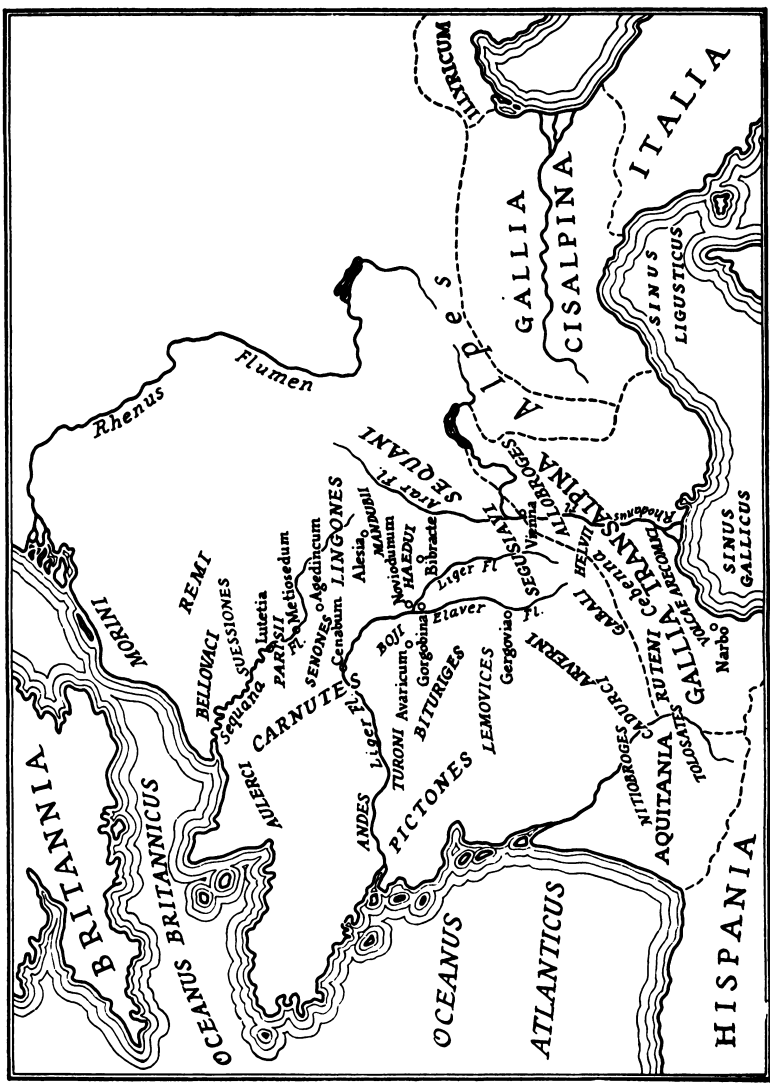 BRITANNIA
OCEANUS BRITANNICUS
MORINI
Rhenus
Flumen
REMI
BELLOVACI
SUESSIONES
Sequana
Fl.
Lutetia
PARISII
Metiosedum
AULERCI
CARNUTES
SENONES
Agedincum
Cenabum
LINGONES
Alesia
MANDUBII
SEQUANI
Arar Fl.
ANDES
Liger Fl.
TURONI
PICTONES
Avaricum
BOJI
Gorgobina
Noviodunum
HAEDUI
Bibracte
BITURIGES
Liger Fl
Elaver
Fl.
LEMOVICES
Gergovia
SEGUSIAVI
ARVERNI
Vienna
ALLOBROGES
Alpes
GALLIA
CISALPINA
ILLYRICUM
ITALIA
SINUS
LIGUSTICUS
OCEANUS
ATLANTICUS
NITIOBROGES
CADURCI
GABALI
HELVII
Cebenna
Rhodanus
Fl.
RUTENI
GALLIA TRANSALPINA
VOLCAE ARECOMICI
AQUITANIA
TOLOSATES
Narbo
SINUS
GALLICUS
HISPANIA